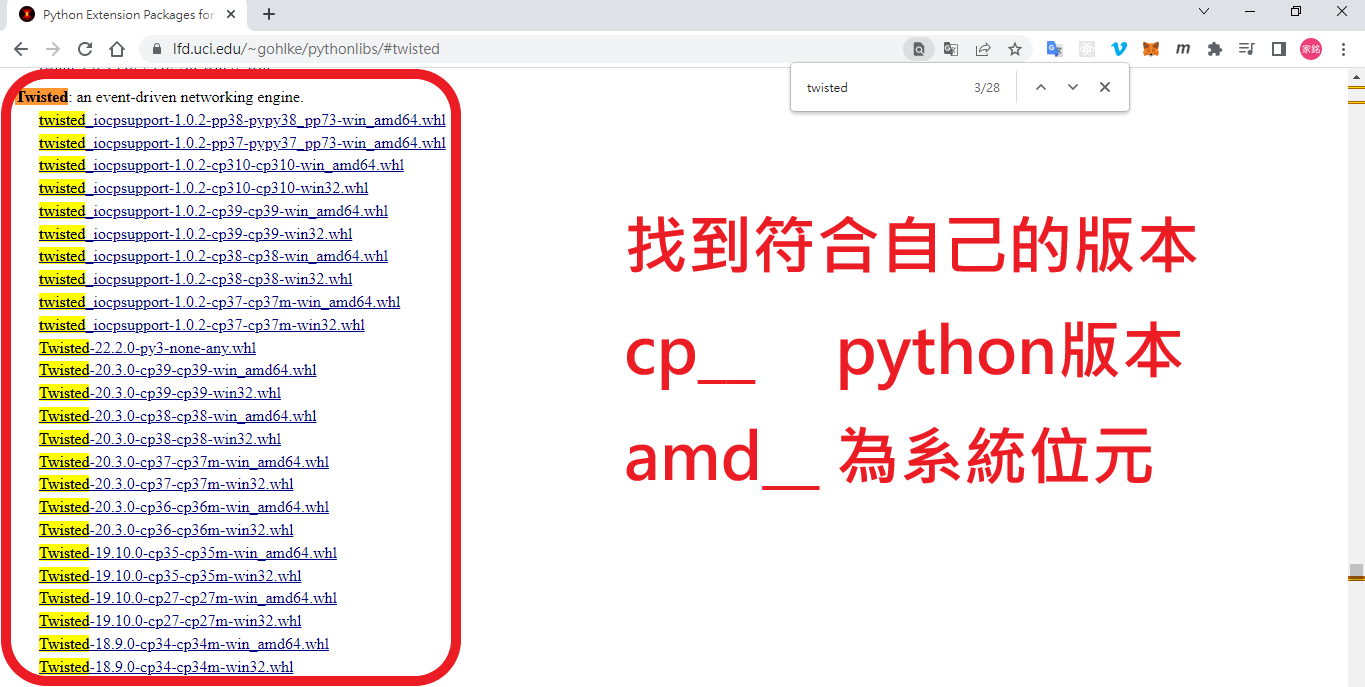 Python Extension Packages for
lfd.uci.edu/~gohlke/pythonlibs/#twisted
家銘
twisted
3/28
Twisted: an event-driven networking engine.
twisted_iocpsupport-1.0.2-pp38-pypy38_pp73-win_amd64.whl
twisted_iocpsupport-1.0.2-pp37-pypy37_pp73-win_amd64.whl
twisted_iocpsupport-1.0.2-cp310-cp310-win_amd64.whl
twisted_iocpsupport-1.0.2-cp310-cp310-win32.whl
twisted_iocpsupport-1.0.2-cp39-cp39-win_amd64.whl
twisted_iocpsupport-1.0.2-cp39-cp39-win32.whl
twisted_iocpsupport-1.0.2-cp38-cp38-win_amd64.whl
twisted_iocpsupport-1.0.2-cp38-cp38-win32.whl
twisted_iocpsupport-1.0.2-cp37-cp37m-win_amd64.whl
twisted_iocpsupport-1.0.2-cp37-cp37m-win32.whl
Twisted-22.2.0-py3-none-any.whl
Twisted-20.3.0-cp39-cp39-win_amd64.whl
Twisted-20.3.0-cp39-cp39-win32.whl
Twisted-20.3.0-cp38-cp38-win_amd64.whl
Twisted-20.3.0-cp38-cp38-win32.whl
Twisted-20.3.0-cp37-cp37m-win_amd64.whl
Twisted-20.3.0-cp37-cp37m-win32.whl
Twisted-20.3.0-cp36-cp36m-win_amd64.whl
Twisted-20.3.0-cp36-cp36m-win32.whl
Twisted-19.10.0-cp35-cp35m-win_amd64.whl
Twisted-19.10.0-cp35-cp35m-win32.whl
Twisted-19.10.0-cp27-cp27m-win_amd64.whl
Twisted-19.10.0-cp27-cp27m-win32.whl
Twisted-18.9.0-cp34-cp34m-win_amd64.whl
Twisted-18.9.0-cp34-cp34m-win32.whl
找到符合自己的版本
cp__ python版本
amd__ 為系統位元